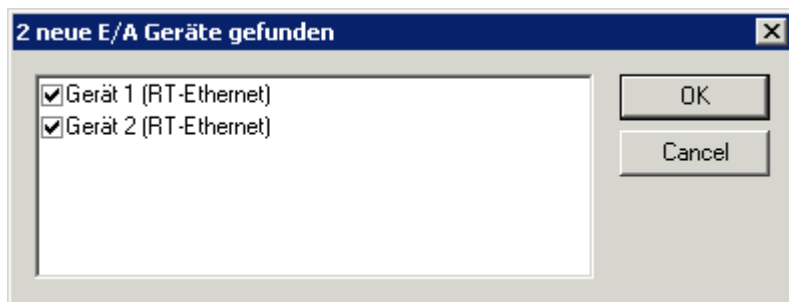 2 neue E/A Geräte gefunden
Gerät 1 (RT-Ethernet)
Gerät 2 (RT-Ethernet)
OK
Cancel